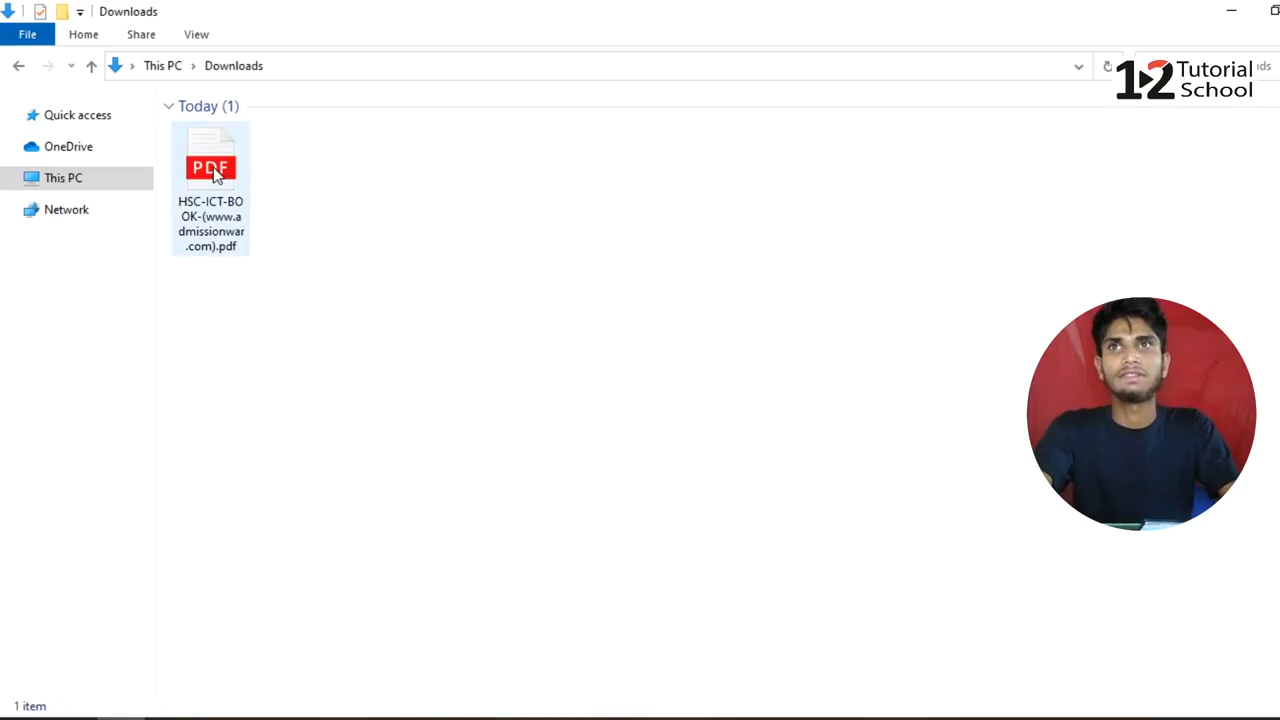 Downloads
File Home Share View
This PC Downloads
12 Tutorial School
Quick access
OneDrive
This PC
Network
Today (1)
PDF
HSC-ICT-BO
OK-(www.a
dmissionwar
.com).pdf
1 item